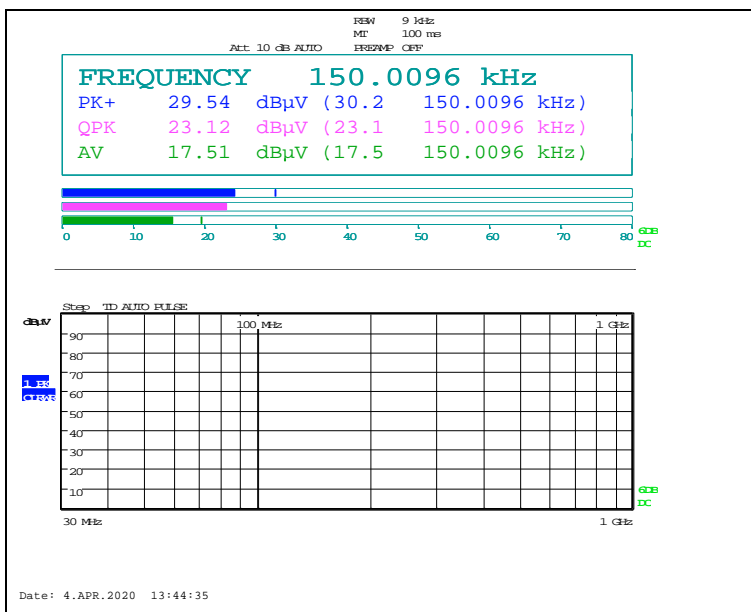 RBW 9 kHz
MT 100 ms
Att 10 dB AUTO PREAMP OFF
FREQUENCY 150.0096 kHz
PK+ 29.54 dBµV (30.2 150.0096 kHz)
QPK 23.12 dBµV (23.1 150.0096 kHz)
AV 17.51 dBµV (17.5 150.0096 kHz)
0 10 20 30 40 50 60 70 80
6DB
DC
Step TD AUTO PULSE
dBµV
100 MHz 1 GHz
90
80
70
1 PK
CLRWR
60
50
40
30
20
10
6DB
DC
30 MHz 1 GHz
Date: 4.APR.2020 13:44:35